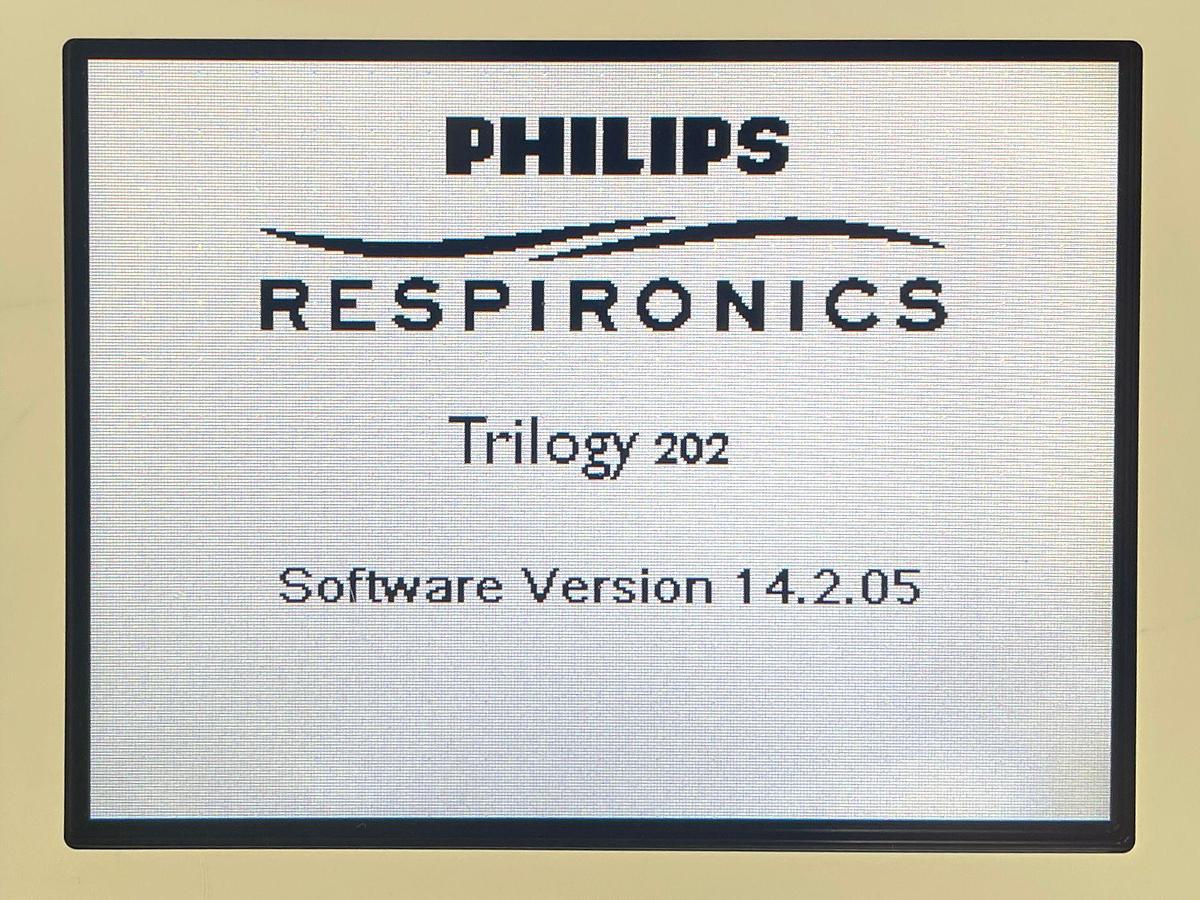 PHILIPS
RESPIRONICS
Trilogy 202
Software Version 14.2.05